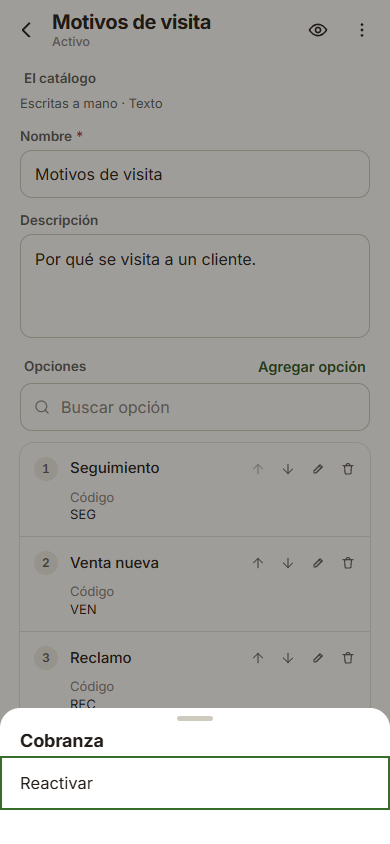 Motivos de visita
Activo
El catálogo
Escritas a mano · Texto
Nombre *
Motivos de visita
Descripción
Por qué se visita a un cliente.
Opciones
Agregar opción
Buscar opción
1
Seguimiento
Código
SEG
2
Venta nueva
Código
VEN
3
Reclamo
Código
REC
Cobranza
Reactivar